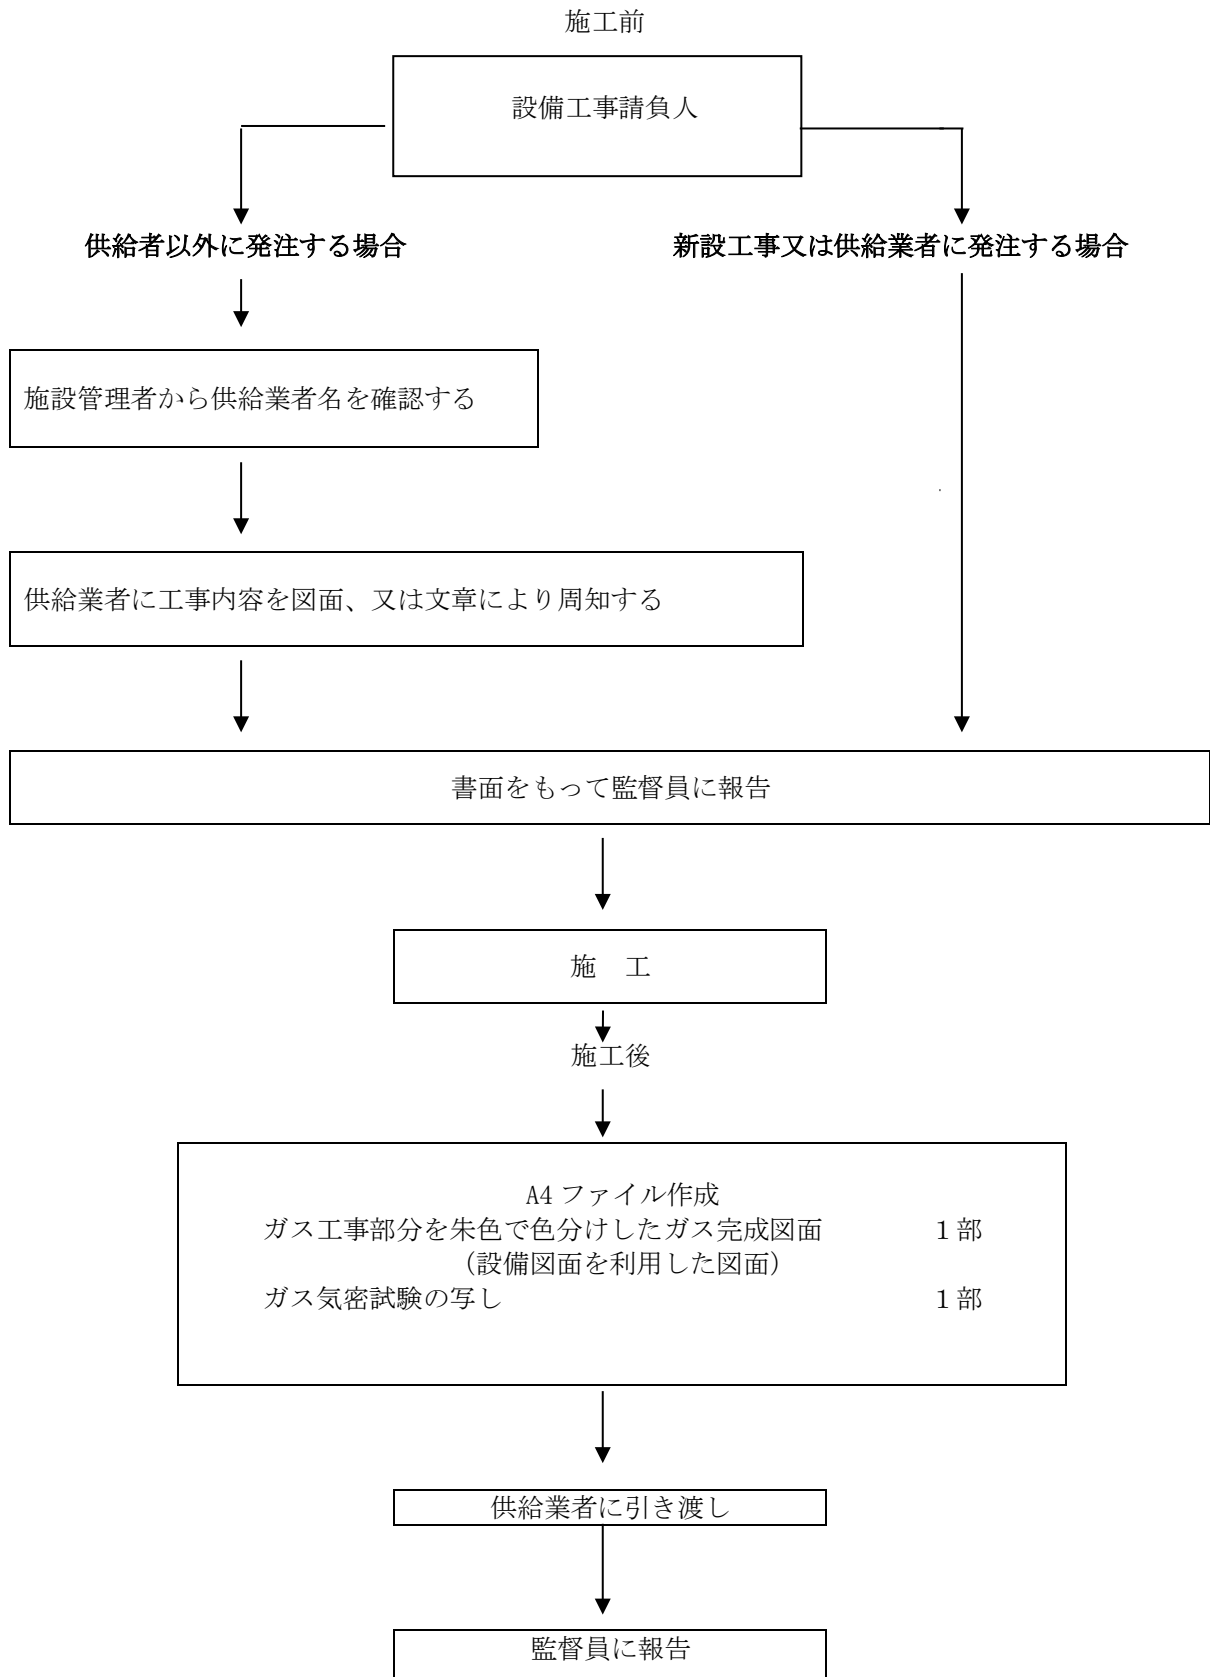 施工前
設備工事請負人
供給者以外に発注する場合
新設工事又は供給業者に発注する場合
施設管理者から供給業者名を確認する
供給業者に工事内容を図面、又は文章により周知する
書面をもって監督員に報告
施　工
施工後
A4 ファイル作成
ガス工事部分を朱色で色分けしたガス完成図面　　　　１部
（設備図面を利用した図面）
ガス気密試験の写し　　　　１部
供給業者に引き渡し
監督員に報告